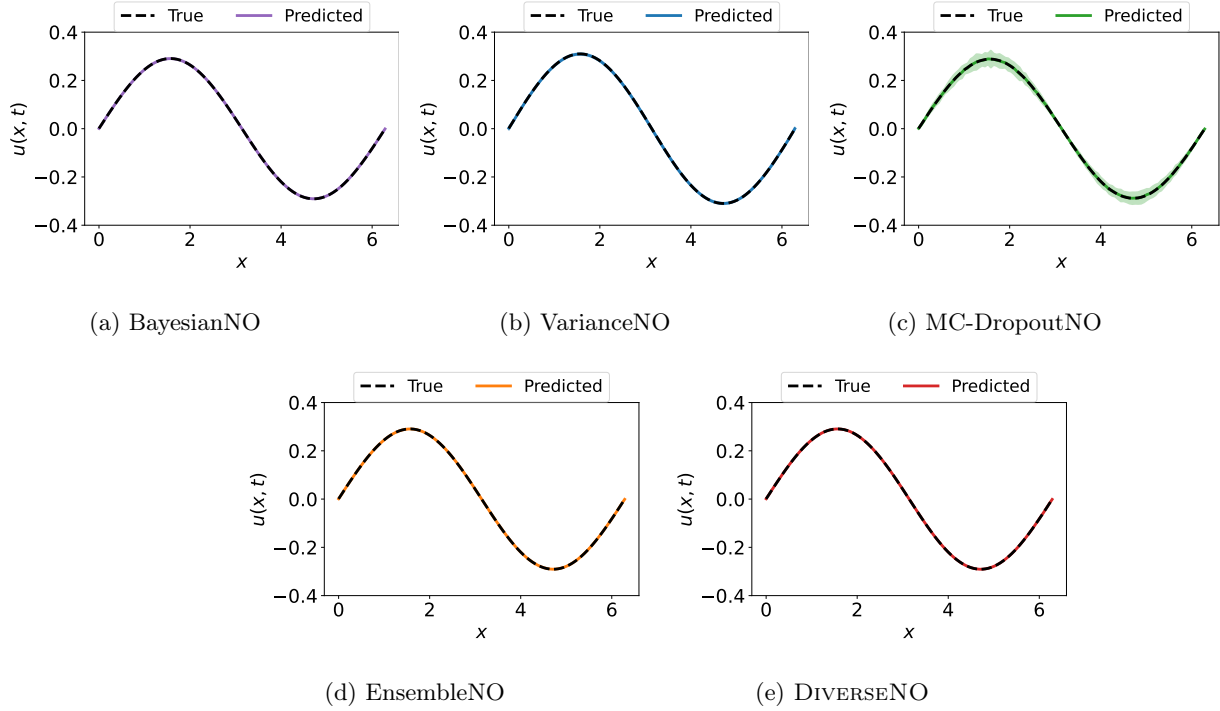 True Predicted
True Predicted
True Predicted
0.4
0.2
0.0
−0.2
−0.4
u(x, t)
0 2 4 6
x
0.4
0.2
0.0
−0.2
−0.4
u(x, t)
0 2 4 6
x
0.4
0.2
0.0
−0.2
−0.4
u(x, t)
0 2 4 6
x
(a) BayesianNO
(b) VarianceNO
(c) MC-DropoutNO
True Predicted
True Predicted
0.4
0.2
0.0
−0.2
−0.4
u(x, t)
0 2 4 6
x
0.4
0.2
0.0
−0.2
−0.4
u(x, t)
0 2 4 6
x
(d) EnsembleNO
(e) DIVERSENO